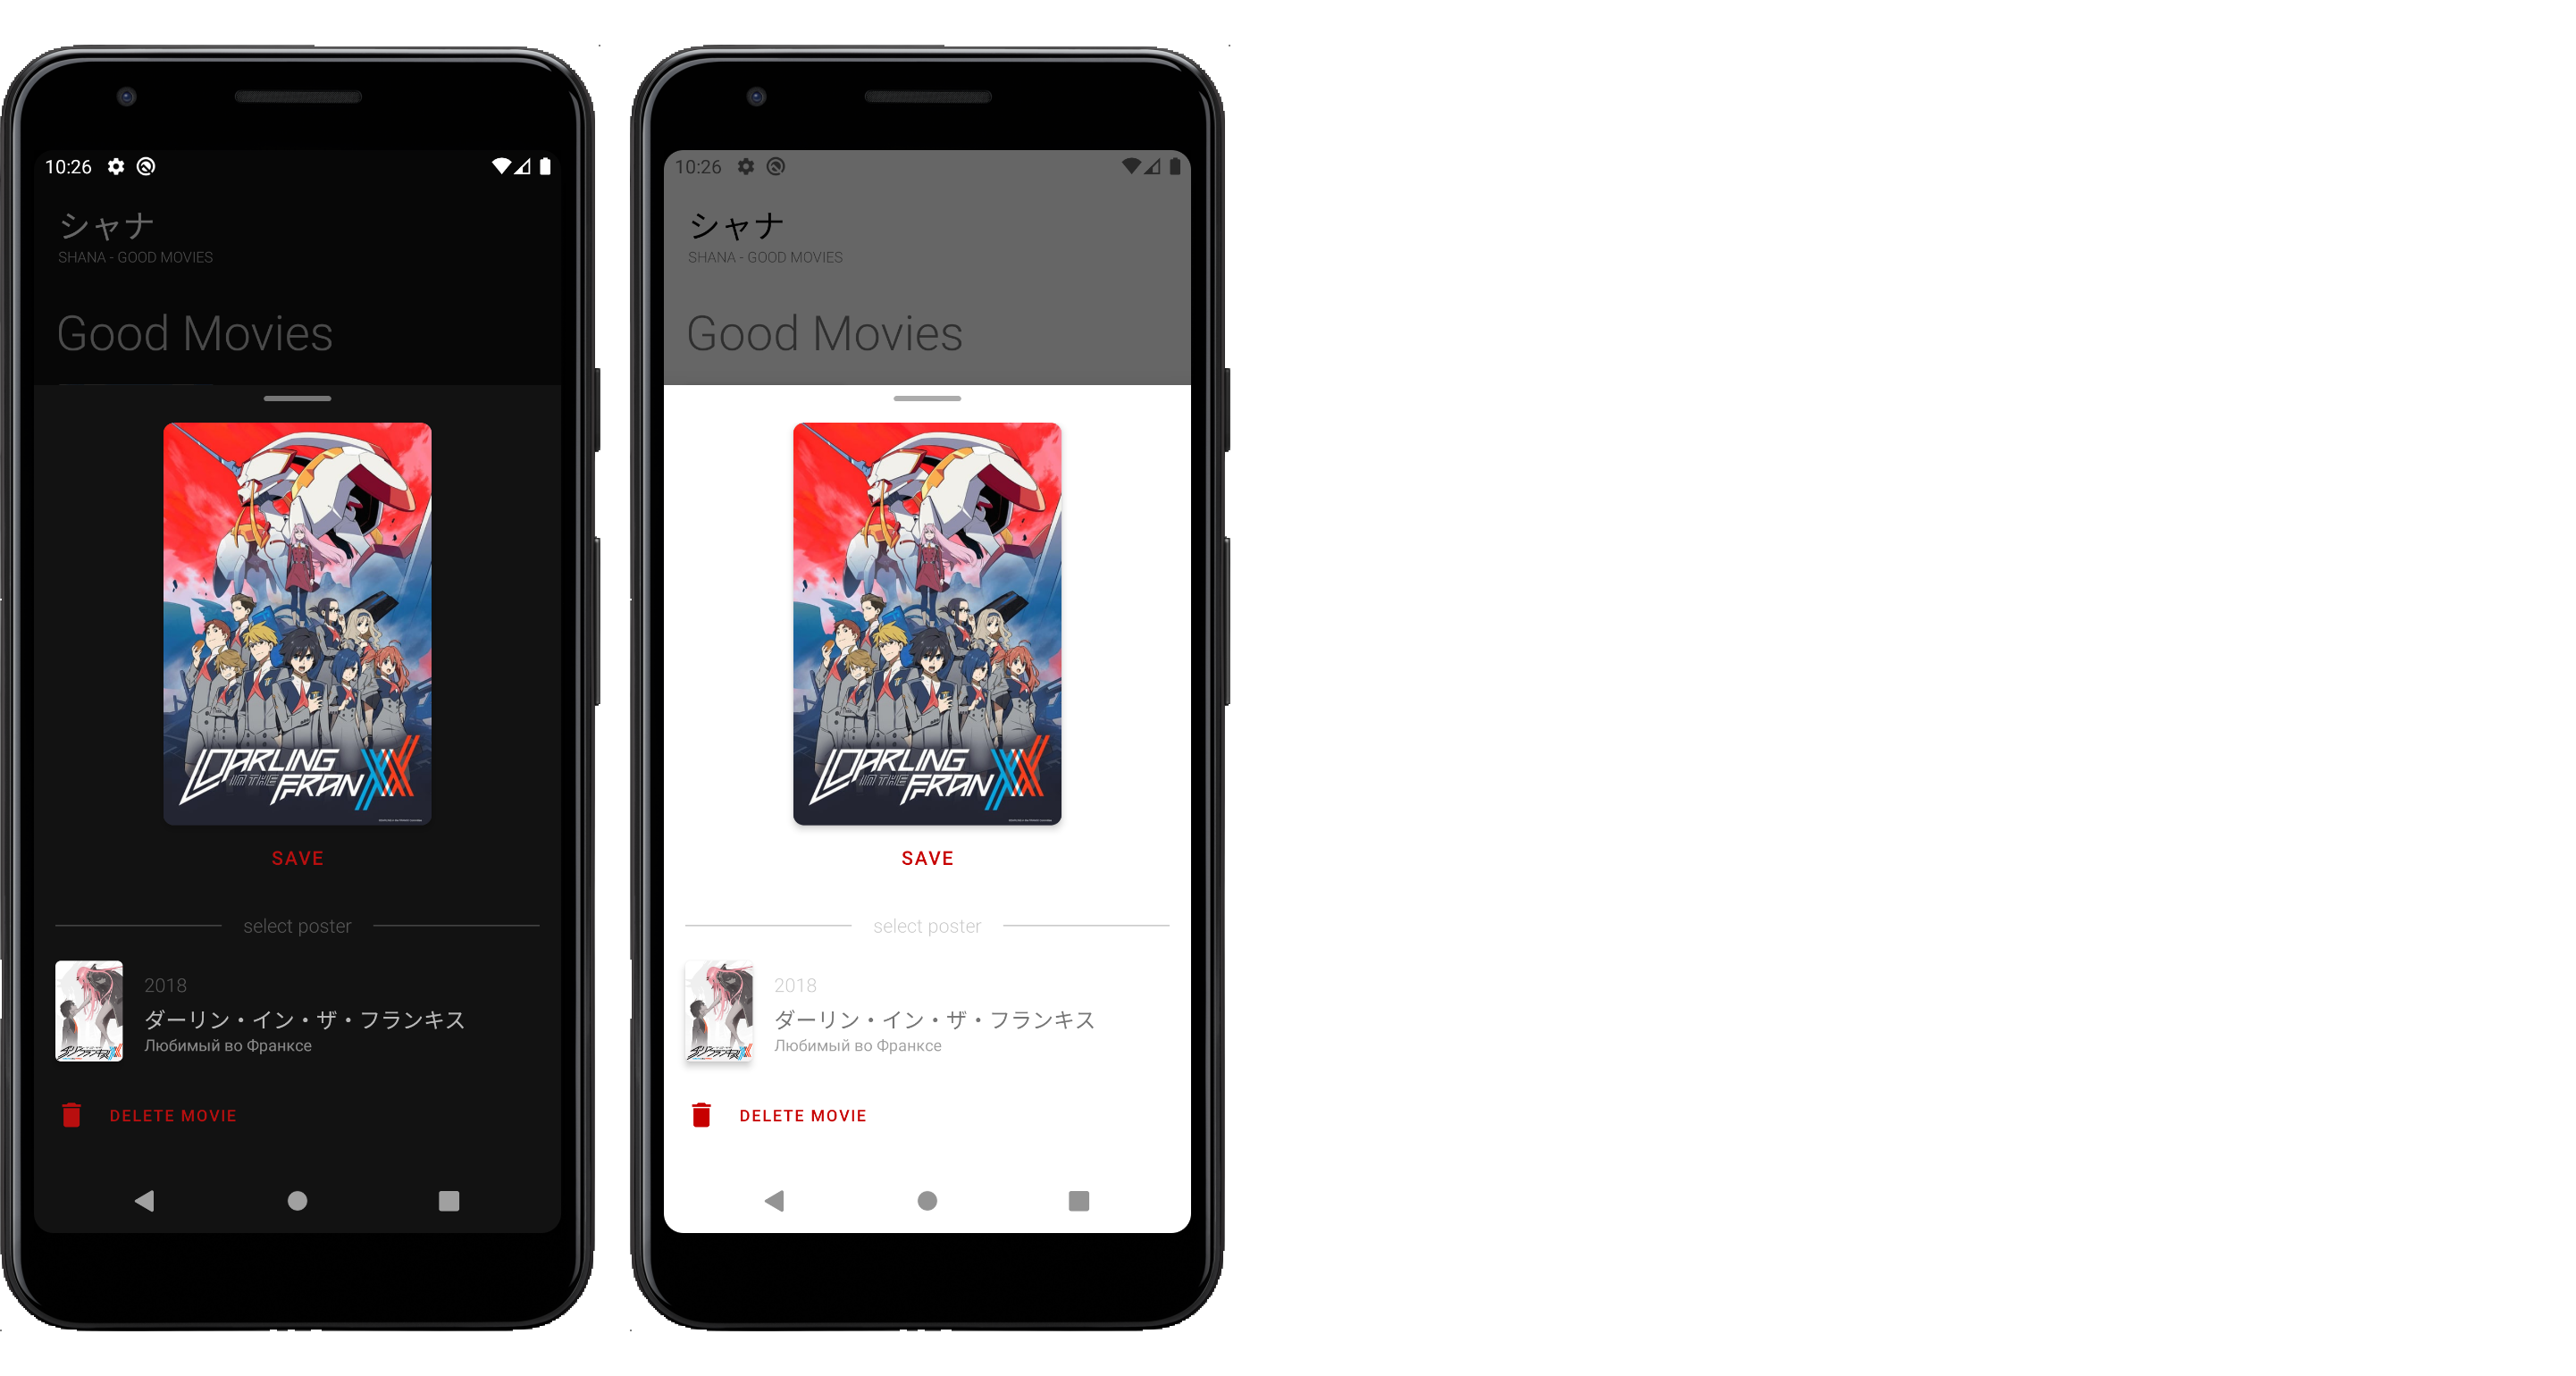 10:26
シャナ
SHANA - GOOD MOVIES
Good Movies
DARLING
IN THE
FRANXX
SAVE
select poster
2018
ダーリン・イン・ザ・フランキス
Любимый во Франксе
DELETE MOVIE
10:26
シャナ
SHANA - GOOD MOVIES
Good Movies
DARLING
IN THE
FRANXX
SAVE
select poster
2018
ダーリン・イン・ザ・フランキス
Любимый во Франксе
DELETE MOVIE